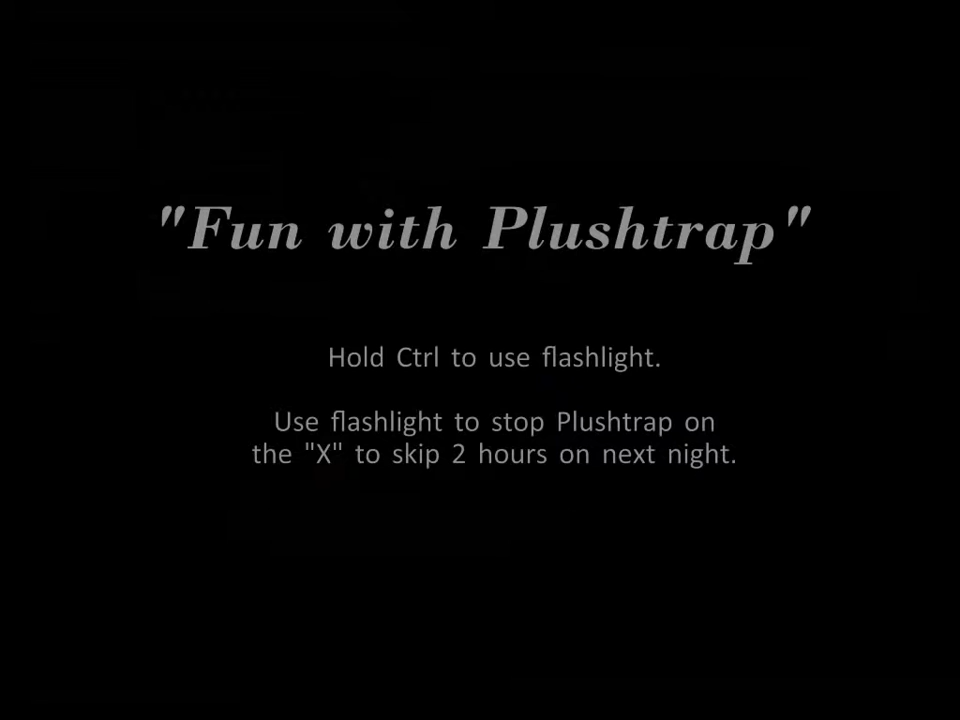 "Fun with Plushtrap"
Hold Ctrl to use flashlight.
Use flashlight to stop Plushtrap on
the "X" to skip 2 hours on next night.